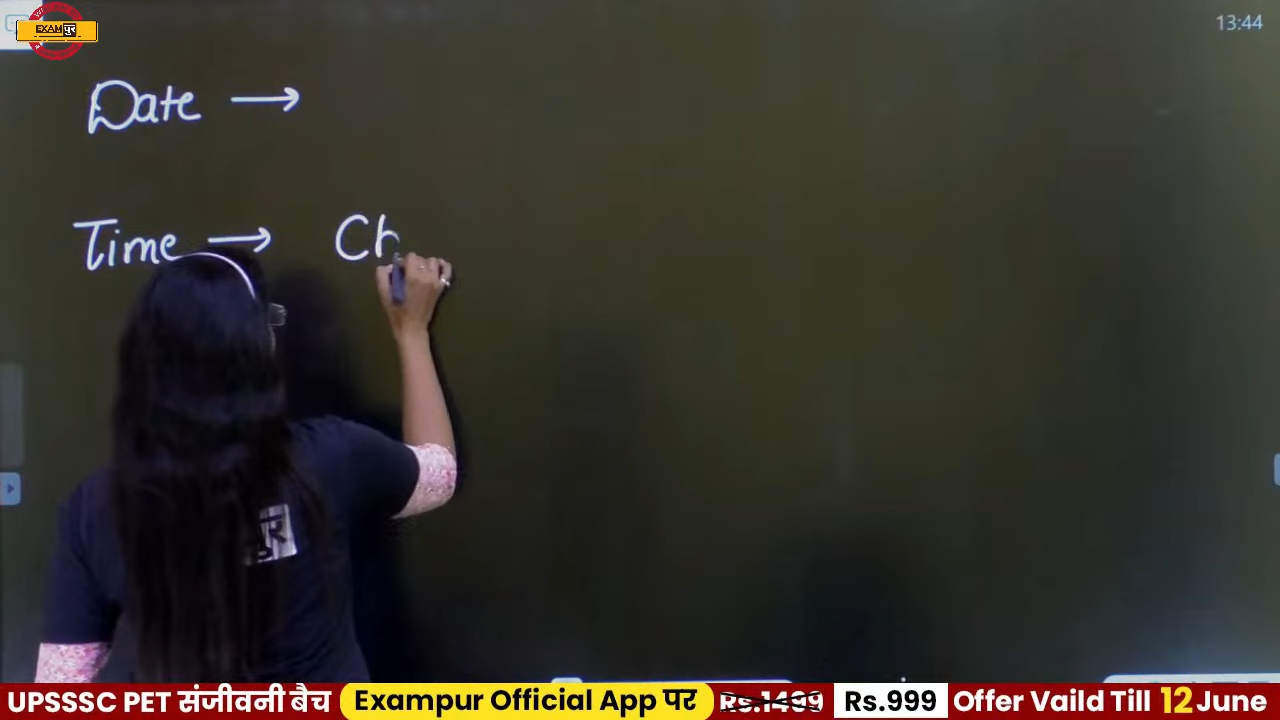 EXAMपुर
13:44
Date →
Time → Ch
पुर
UPSSSC PET संजीवनी बैच Exampur Official App पर Rs.1499 Rs.999 Offer Vaild Till 12 June